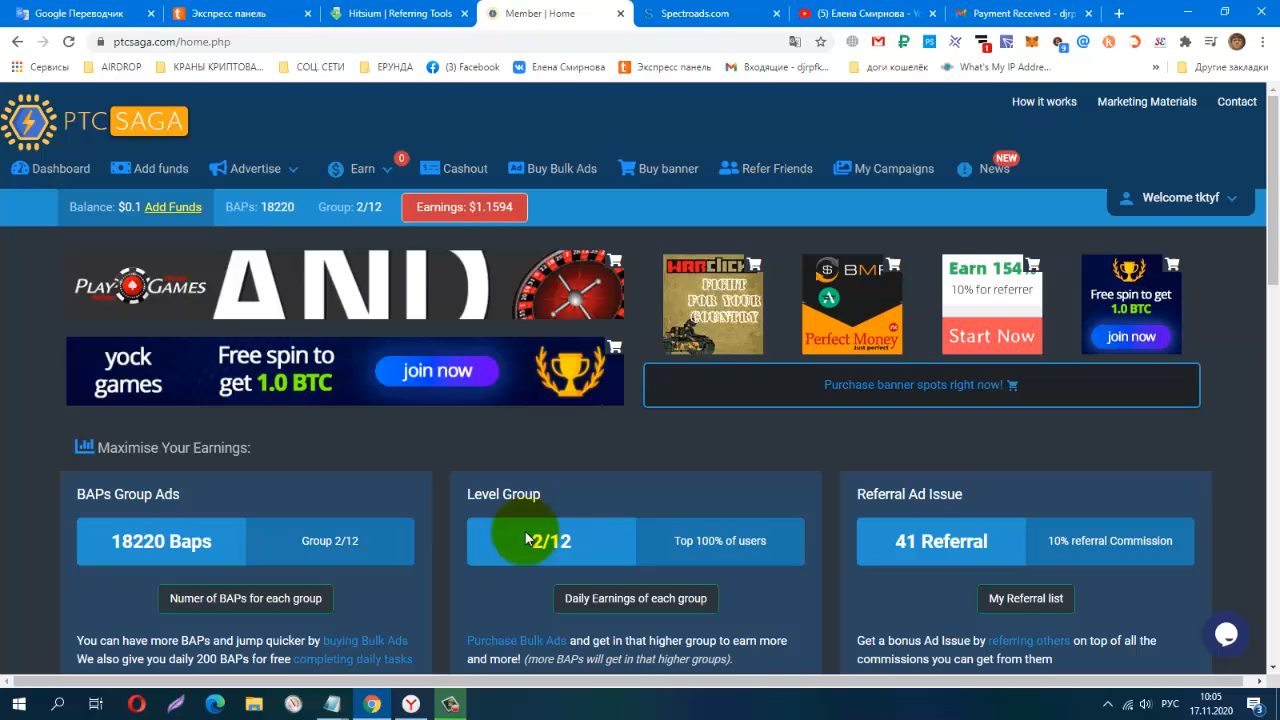 Google Переводчик
Экспресс панель
Hitsium | Referring Tools
Member | Home
Spectroads.com
(5) Елена Смирнова - Yo
Payment Received - djrp
ptcsaga.com/home.php
Сервисы
AIRDROP
КРАНЫ КРИПТОВА...
СОЦ. СЕТИ
ЕРУНДА
(3) Facebook
Елена Смирнова
Экспресс панель
Входящие - djrpfk...
доги кошелёк
What's My IP Addre...
Другие закладки
PTC SAGA
How it works
Marketing Materials
Contact
Dashboard
Add funds
Advertise
Earn
0
Cashout
Buy Bulk Ads
Buy banner
Refer Friends
My Campaigns
News
NEW
Balance: $0.1 Add Funds
BAPs: 18220
Group: 2/12
Earnings: $1.1594
Welcome tktyf
PLAY GAMES
AND
WARCLICK
FIGHT
FOR YOUR
COUNTRY
Perfect Money
Just perfect
Earn 154%
10% for referrer
Start Now
Free spin to get
1.0 BTC
join now
yock
games
Free spin to
get 1.0 BTC
join now
Purchase banner spots right now!
Maximise Your Earnings:
BAPs Group Ads
18220 Baps
Group 2/12
Numer of BAPs for each group
You can have more BAPs and jump quicker by buying Bulk Ads
We also give you daily 200 BAPs for free completing daily tasks
Level Group
2/12
Top 100% of users
Daily Earnings of each group
Purchase Bulk Ads and get in that higher group to earn more
and more! (more BAPs will get in that higher groups).
Referral Ad Issue
41 Referral
10% referral Commission
My Referral list
Get a bonus Ad Issue by referring others on top of all the
commissions you can get from them
РУС
10:05
17.11.2020